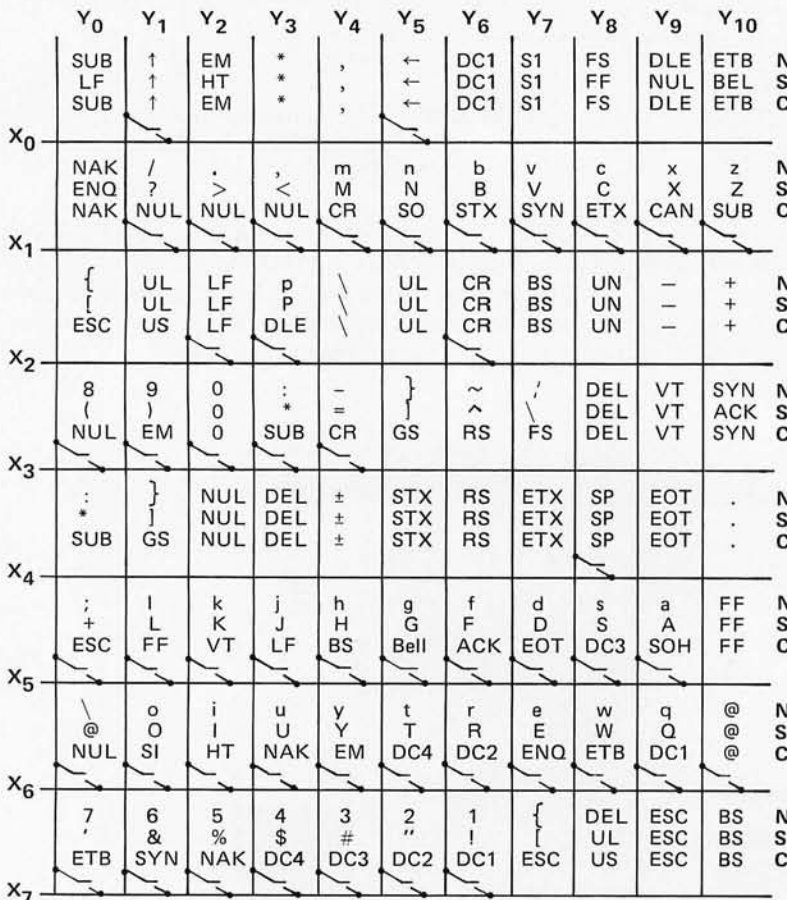 Y0 Y1 Y2 Y3 Y4 Y5 Y6 Y7 Y8 Y9 Y10
SUB ↑ EM * , ← DC1 S1 FS DLE ETB N
LF ↑ HT * , ← DC1 S1 FF NUL BEL S
SUB ↑ EM * , ← DC1 S1 FS DLE ETB C
X0
NAK / . , m n b v c x z N
ENQ ? > < M N B V C X Z S
NAK NUL NUL NUL CR SO STX SYN ETX CAN SUB C
X1
{ UL LF p \ UL CR BS UN – + N
[ UL LF P \ UL CR BS UN – + S
ESC US LF DLE \ UL CR BS UN – + C
X2
8 9 0 : – } ~ / DEL VT SYN N
( ) 0 * = ] ^ \ DEL VT ACK S
NUL EM 0 SUB CR GS RS FS DEL VT SYN C
X3
: } NUL DEL ± STX RS ETX SP EOT . N
* ] NUL DEL ± STX RS ETX SP EOT . S
SUB GS NUL DEL ± STX RS ETX SP EOT . C
X4
; l k j h g f d s a FF N
+ L K J H G F D S A FF S
ESC FF VT LF BS Bell ACK EOT DC3 SOH FF C
X5
\ o i u y t r e w q @ N
@ O I U Y T R E W Q @ S
NUL SI HT NAK EM DC4 DC2 ENQ ETB DC1 @ C
X6
7 6 5 4 3 2 1 { DEL ESC BS N
' & % $ # " ! [ UL ESC BS S
ETB SYN NAK DC4 DC3 DC2 DC1 ESC US ESC BS C
X7